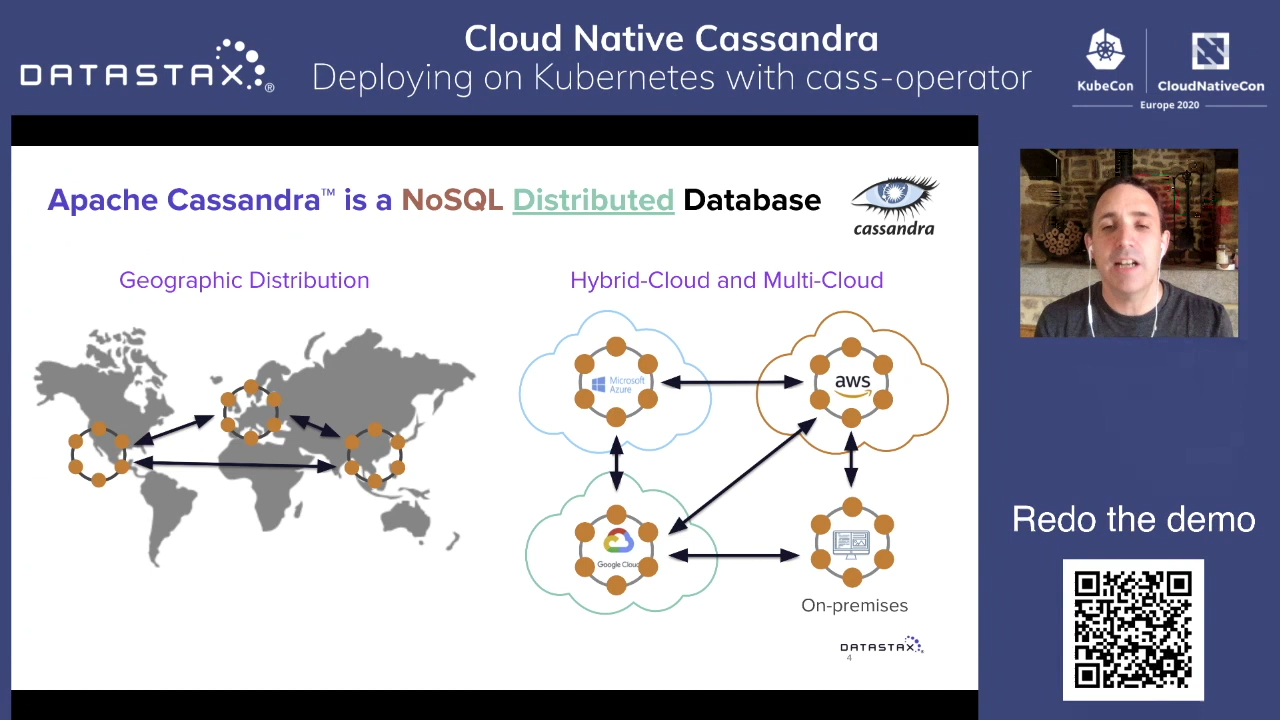 DATASTAX®
Cloud Native Cassandra
Deploying on Kubernetes with cass-operator
KubeCon
CloudNativeCon
Europe 2020
Apache Cassandra™ is a NoSQL Distributed Database
cassandra
Geographic Distribution
Hybrid-Cloud and Multi-Cloud
Microsoft
Azure
aws
Google Cloud
On-premises
DATASTAX
4
Redo the demo